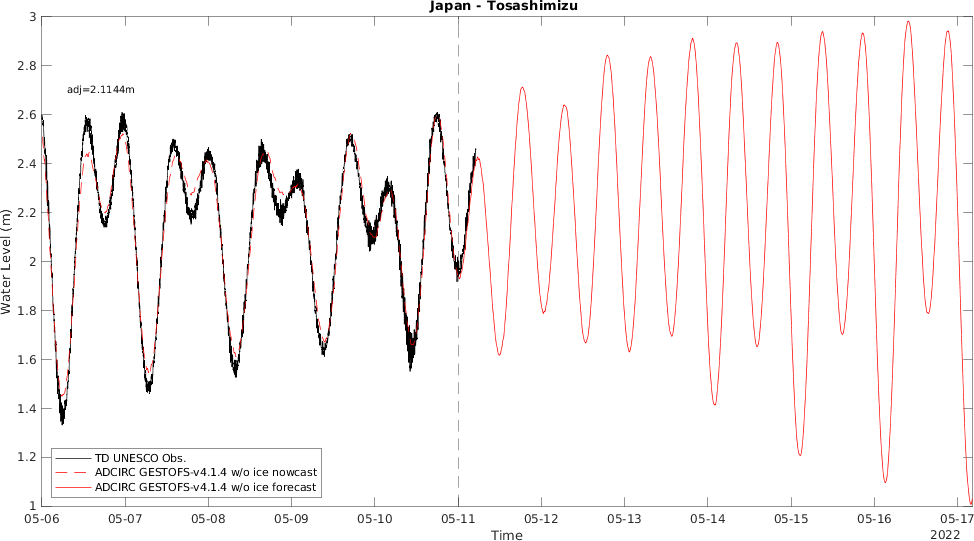 Japan - Tosashimizu
3
2.8
2.6
2.4
2.2
2
1.8
1.6
1.4
1.2
1
Water Level (m)
adj=2.1144m
TD UNESCO Obs.
ADCIRC GESTOFS-v4.1.4 w/o ice nowcast
ADCIRC GESTOFS-v4.1.4 w/o ice forecast
05-06 05-07 05-08 05-09 05-10 05-11 05-12 05-13 05-14 05-15 05-16 05-17
Time
2022